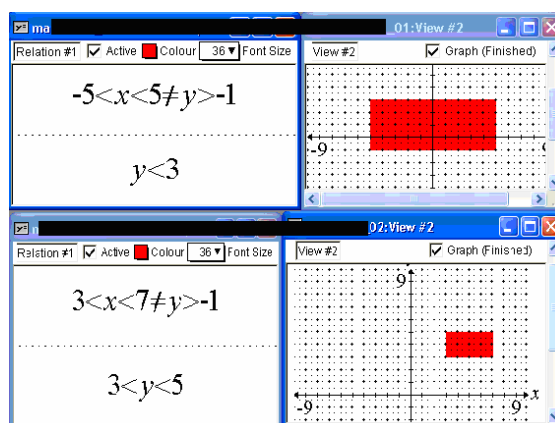 ma
_01:View #2
Relation #1 Active Colour 36 Font Size
View #2 Graph (Finished)
-5<x<5≠y>-1
y<3
-9
02:View #2
Relation #1 Active Colour 36 Font Size
View #2 Graph (Finished)
3<x<7≠y>-1
3<y<5
9
-9 9 x